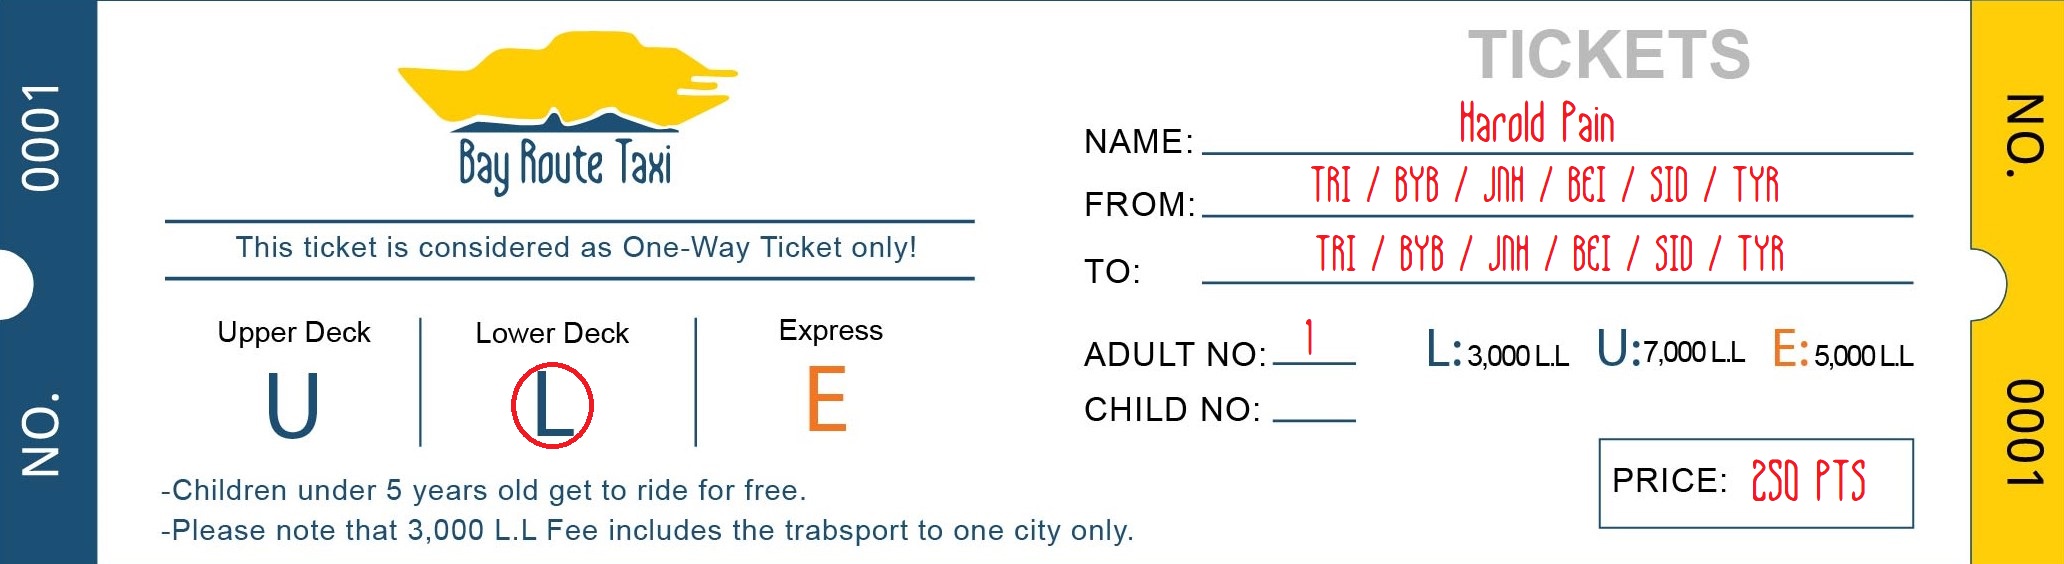 NO. 0001
Bay Route Taxi
This ticket is considered as One-Way Ticket only!
Upper Deck
U
Lower Deck
L
Express
E
-Children under 5 years old get to ride for free.
-Please note that 3,000 L.L Fee includes the trabsport to one city only.
TICKETS
NAME: Harold Pain
FROM: TRI / BYB / JNH / BEI / SID / TYR
TO: TRI / BYB / JNH / BEI / SID / TYR
ADULT NO: 1 L: 3,000 L.L U: 7,000 L.L E: 5,000 L.L
CHILD NO:
PRICE: 250 PTS
NO. 0001